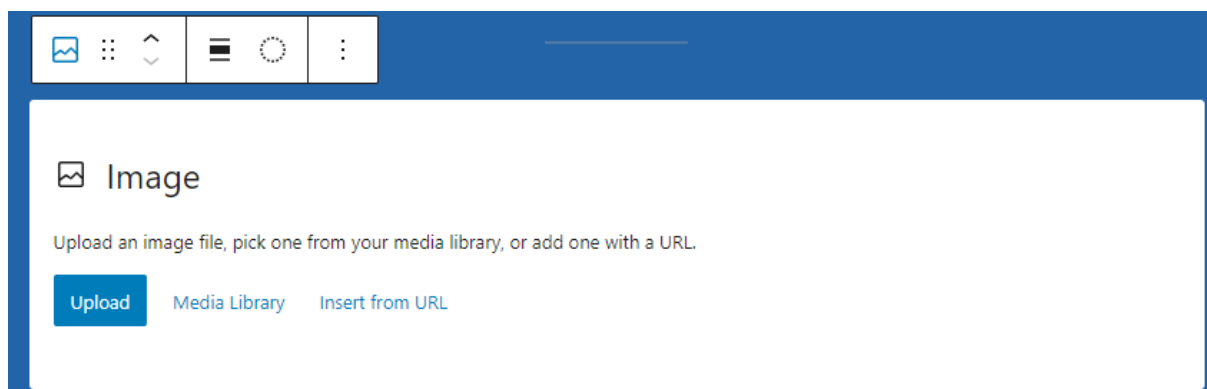 Image
Upload an image file, pick one from your media library, or add one with a URL.
Upload Media Library Insert from URL